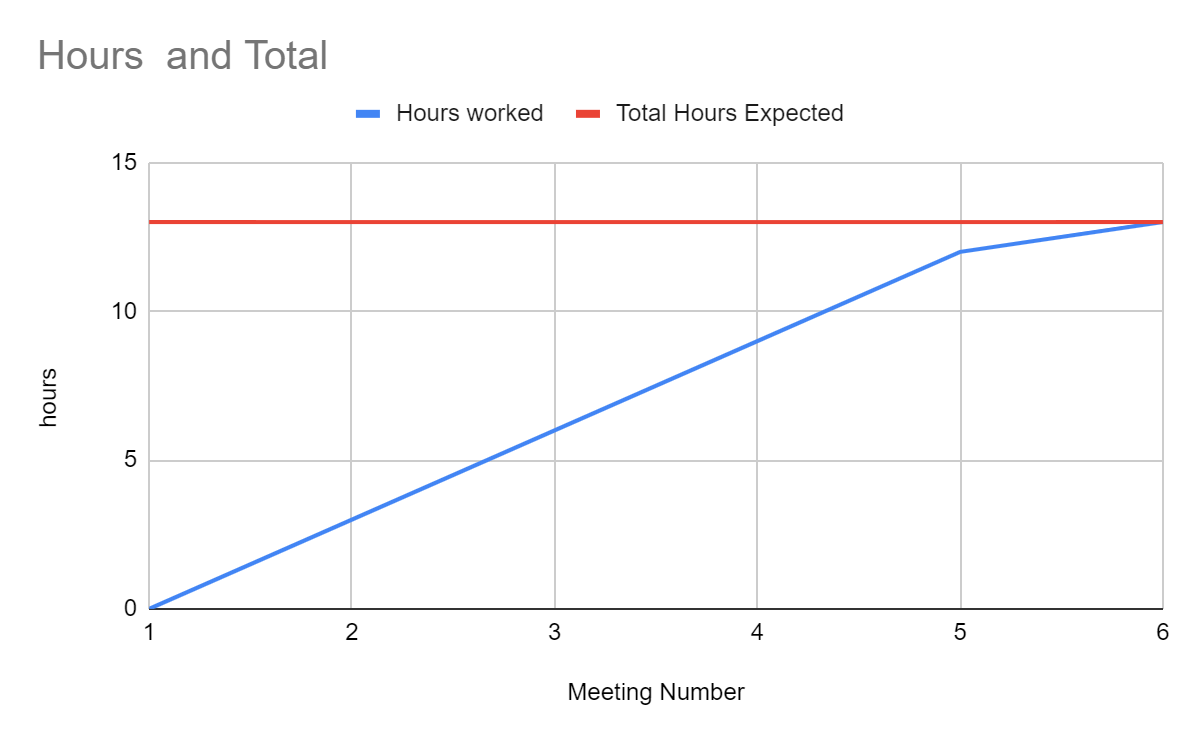 Hours  and Total
Hours worked Total Hours Expected
15
10
5
0
hours
1 2 3 4 5 6
Meeting Number